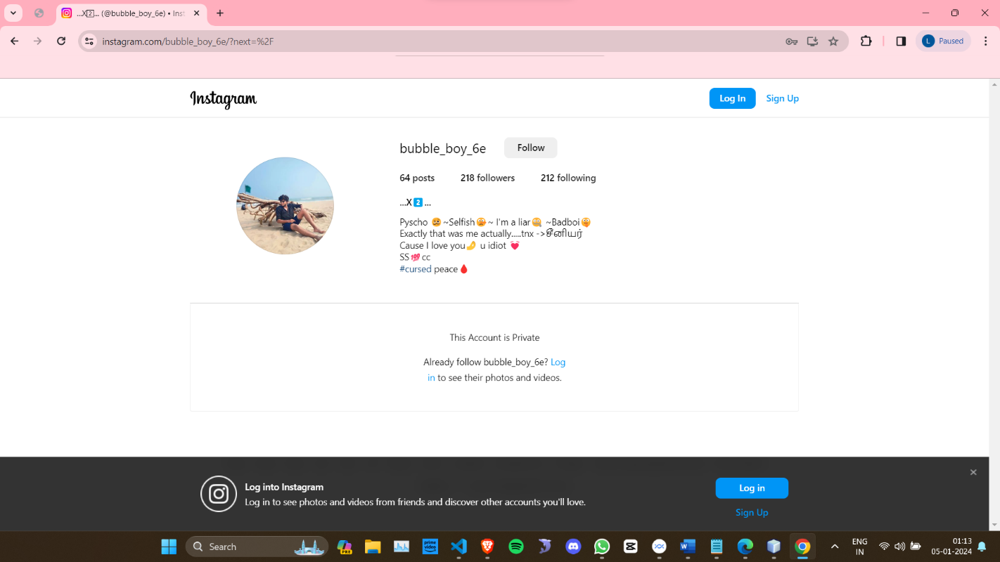 ...X2... (@bubble_boy_6e) • Inst
instagram.com/bubble_boy_6e/?next=%2F
L Paused
Instagram
Log In
Sign Up
bubble_boy_6e
Follow
64 posts 218 followers 212 following
...X2️⃣...
Pyscho 🥴~Selfish😫~ I'm a liar🤐 ~Badboi🤪
Exactly that was me actually.....tnx ->சீனியர்
Cause I love you🤌 u idiot 💓
SS💯cc
#cursed peace🩸
This Account is Private
Already follow bubble_boy_6e? Log
in to see their photos and videos.
Log into Instagram
Log in to see photos and videos from friends and discover other accounts you'll love.
Log in
Sign Up
Search
PRE
prime video
W
ENG
IN
01:13
05-01-2024